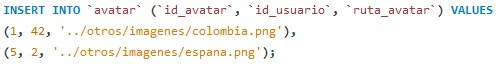 INSERT INTO `avatar` (`id_avatar`, `id_usuario`, `ruta_avatar`) VALUES
(1, 42, '../otros/imagenes/colombia.png'),
(5, 2, '../otros/imagenes/espana.png');